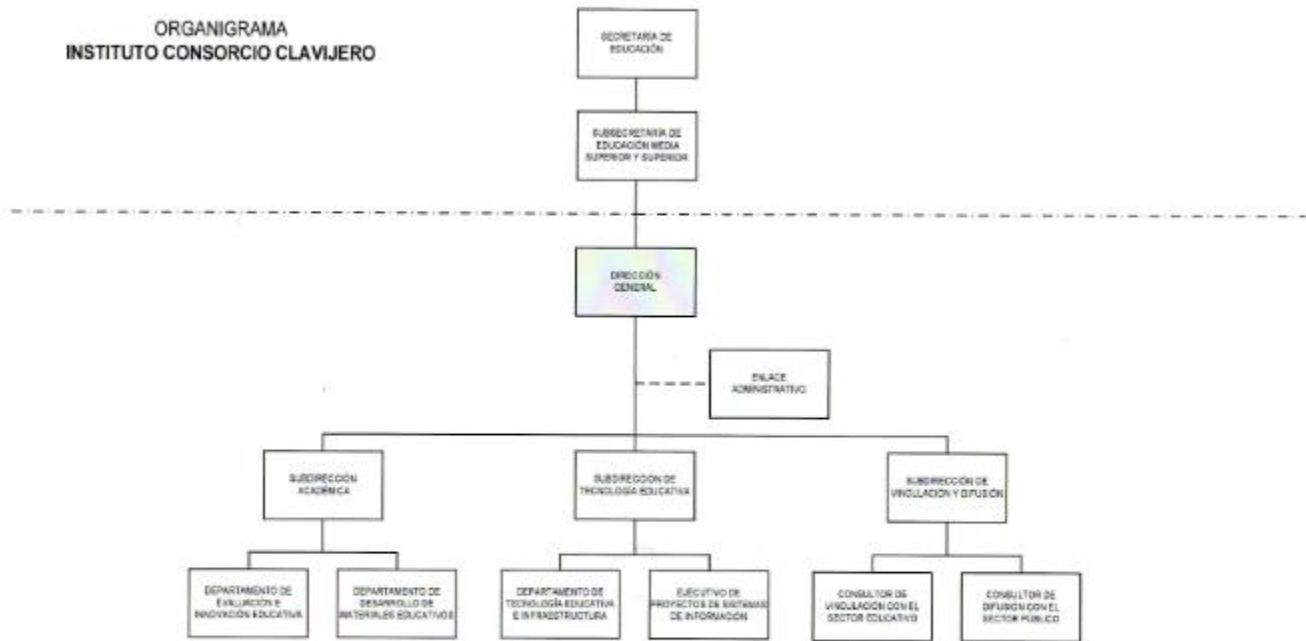 ORGANIGRAMA
INSTITUTO CONSORCIO CLAVIJERO
SECRETARÍA DE
EDUCACIÓN
SUBSECRETARÍA DE
EDUCACIÓN MEDIA
SUPERIOR Y SUPERIOR
DIRECCIÓN
GENERAL
ENLACE
ADMINISTRATIVO
SUBDIRECCIÓN
ACADÉMICA
SUBDIRECCIÓN DE
TECNOLOGÍA EDUCATIVA
SUBDIRECCIÓN DE
VINCULACIÓN Y DIFUSIÓN
DEPARTAMENTO DE
EVALUACIÓN E
INNOVACIÓN EDUCATIVA
DEPARTAMENTO DE
DESARROLLO DE
MATERIALES EDUCATIVOS
DEPARTAMENTO DE
TECNOLOGÍA EDUCATIVA
E INFRAESTRUCTURA
EJECUTIVO DE
PROYECTOS DE SISTEMAS
DE INFORMACIÓN
CONSULTOR DE
VINCULACIÓN CON EL
SECTOR EDUCATIVO
CONSULTOR DE
DIFUSIÓN CON EL
SECTOR PÚBLICO